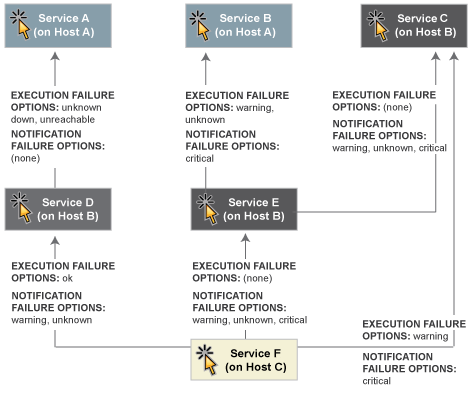 Service A
(on Host A)
Service B
(on Host A)
Service C
(on Host B)
EXECUTION FAILURE
OPTIONS: unknown
down, unreachable
NOTIFICATION
FAILURE OPTIONS:
(none)
EXECUTION FAILURE
OPTIONS: warning,
unknown
NOTIFICATION
FAILURE OPTIONS:
critical
EXECUTION FAILURE
OPTIONS: (none)
NOTIFICATION
FAILURE OPTIONS:
warning, unknown, critical
Service D
(on Host B)
Service E
(on Host B)
EXECUTION FAILURE
OPTIONS: ok
NOTIFICATION
FAILURE OPTIONS:
warning, unknown
EXECUTION FAILURE
OPTIONS: (none)
NOTIFICATION
FAILURE OPTIONS:
warning, unknown, critical
EXECUTION FAILURE
OPTIONS: warning
NOTIFICATION
FAILURE OPTIONS:
critical
Service F
(on Host C)